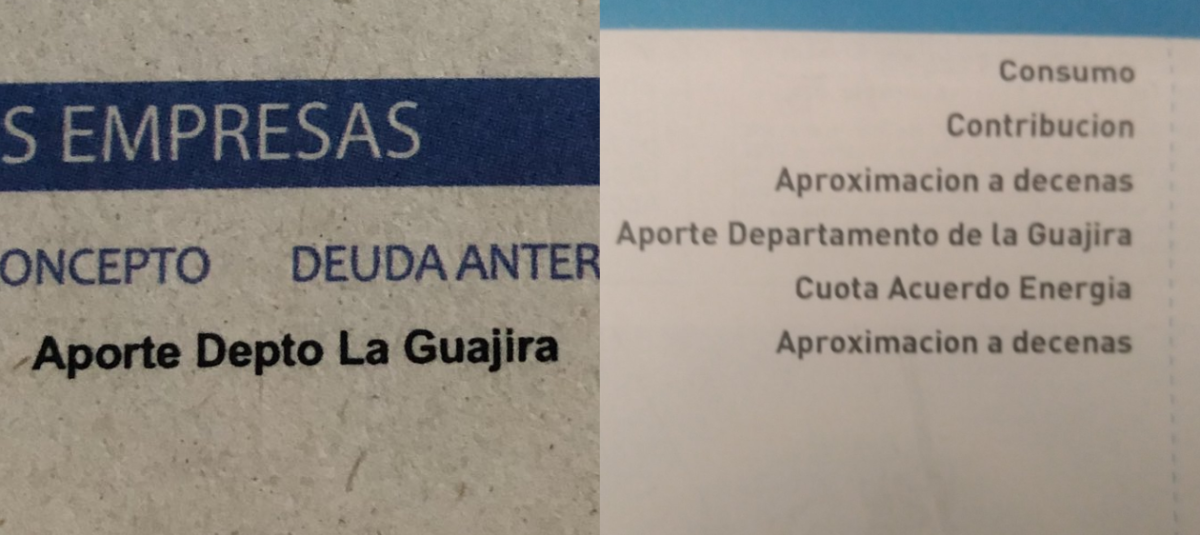 S EMPRESAS
ONCEPTO DEUDA ANTER
Aporte Depto La Guajira
Consumo
Contribucion
Aproximacion a decenas
Aporte Departamento de la Guajira
Cuota Acuerdo Energia
Aproximacion a decenas